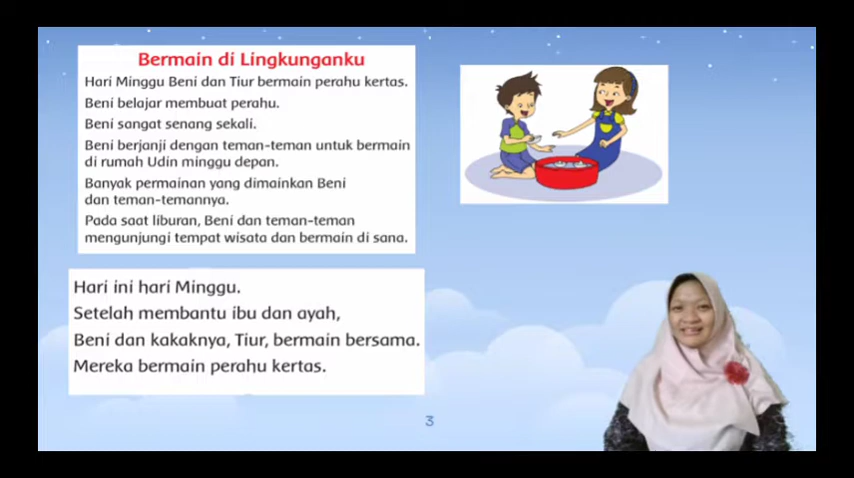 Bermain di Lingkunganku
Hari Minggu Beni dan Tiur bermain perahu kertas.
Beni belajar membuat perahu.
Beni sangat senang sekali.
Beni berjanji dengan teman-teman untuk bermain
di rumah Udin minggu depan.
Banyak permainan yang dimainkan Beni
dan teman-temannya.
Pada saat liburan, Beni dan teman-teman
mengunjungi tempat wisata dan bermain di sana.
Hari ini hari Minggu.
Setelah membantu ibu dan ayah,
Beni dan kakaknya, Tiur, bermain bersama.
Mereka bermain perahu kertas.
3